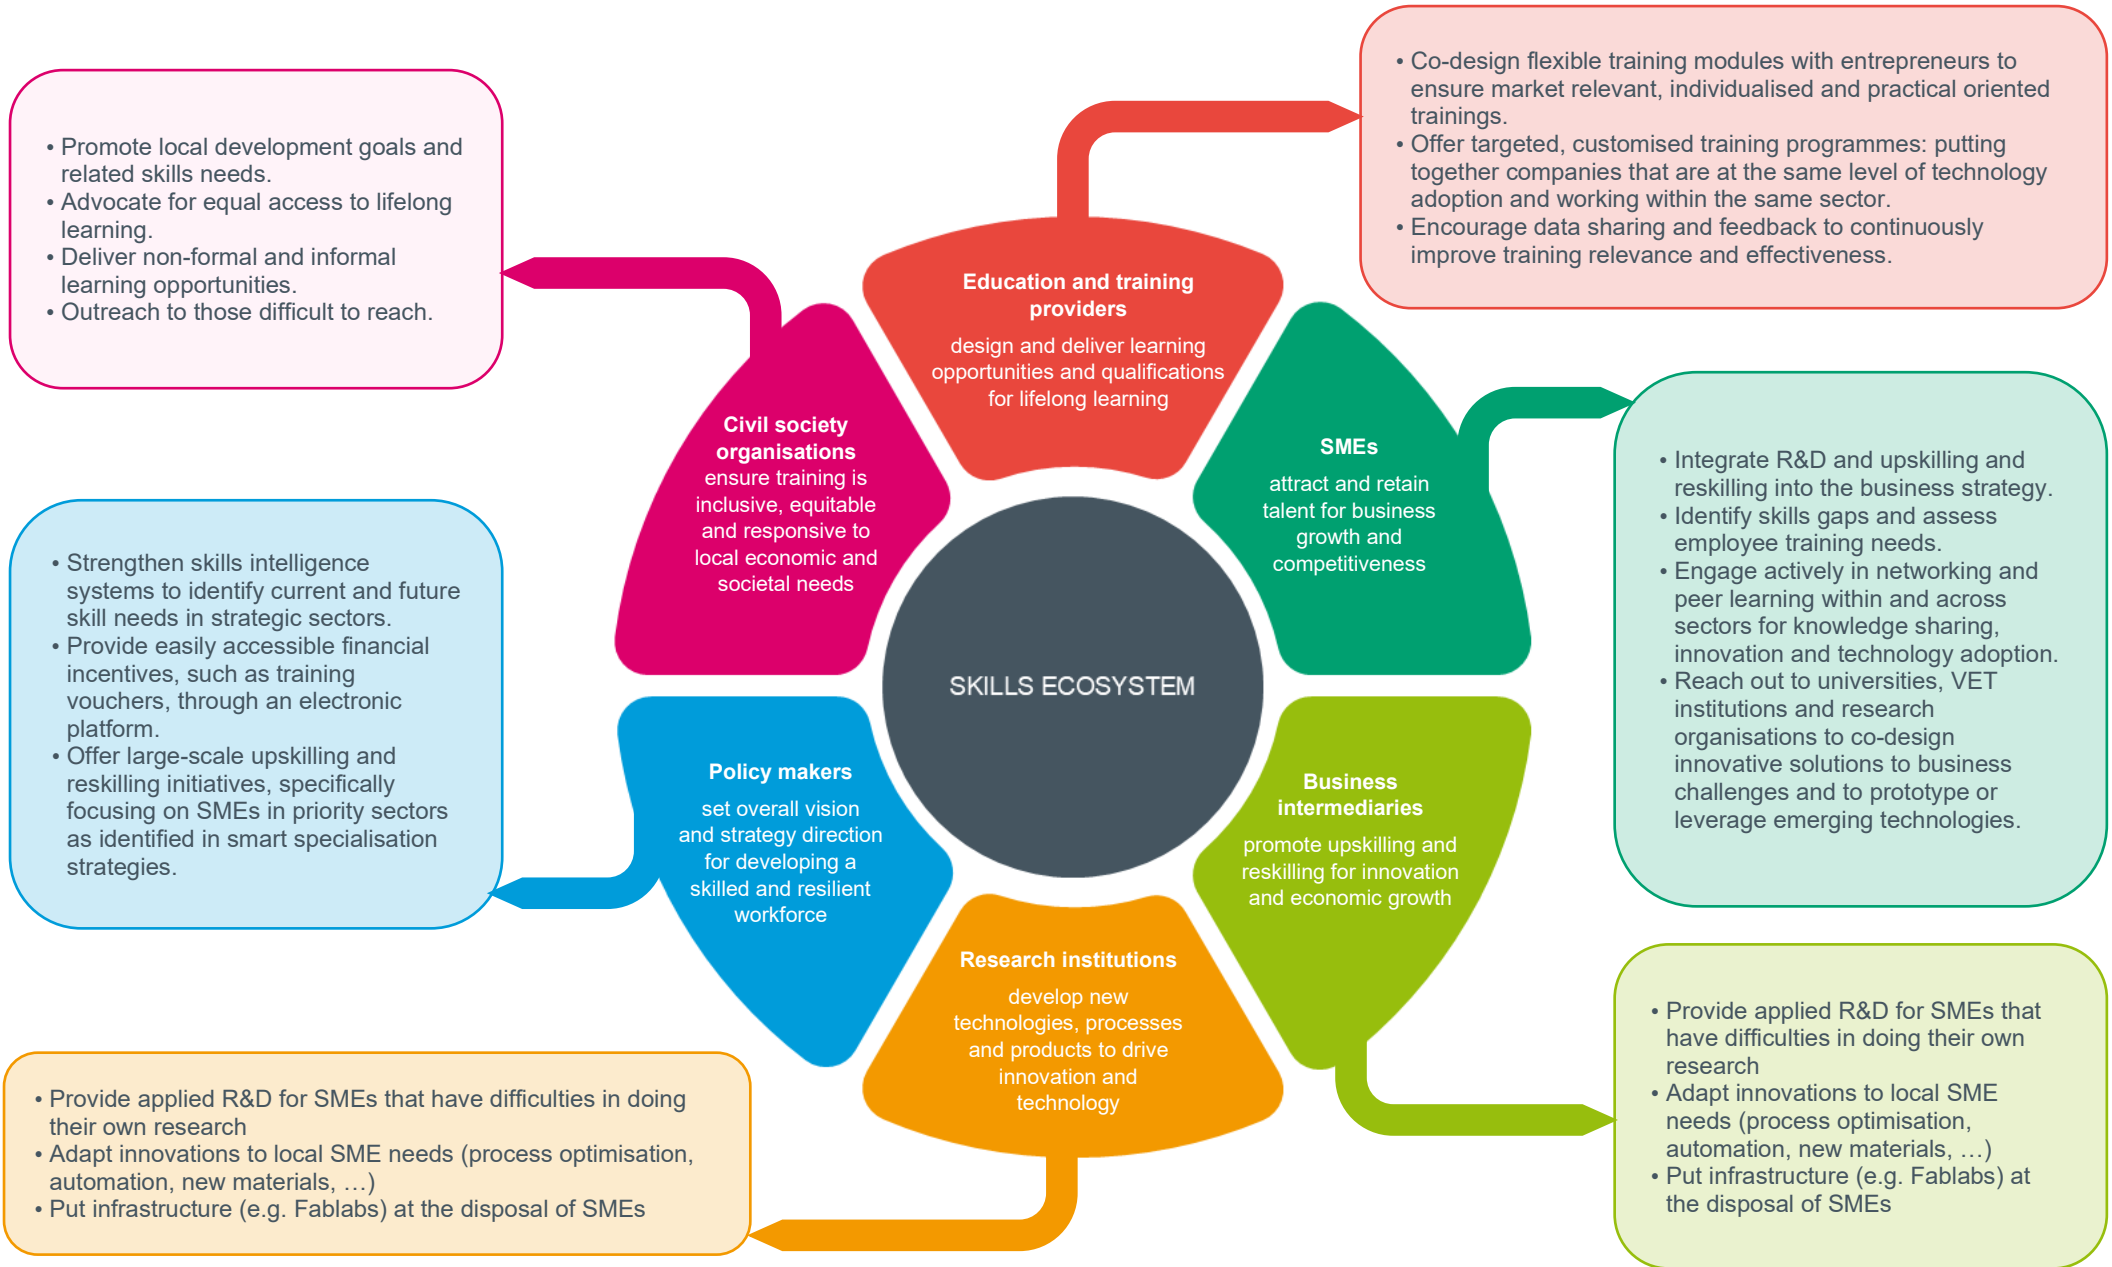 • Co-design flexible training modules with entrepreneurs to
ensure market relevant, individualised and practical oriented
trainings.
• Offer targeted, customised training programmes: putting
together companies that are at the same level of technology
adoption and working within the same sector.
• Encourage data sharing and feedback to continuously
improve training relevance and effectiveness.
• Promote local development goals and
related skills needs.
• Advocate for equal access to lifelong
learning.
• Deliver non-formal and informal
learning opportunities.
• Outreach to those difficult to reach.
Education and training
providers
design and deliver learning
opportunities and qualifications
for lifelong learning
Civil society
organisations
ensure training is
inclusive, equitable
and responsive to
local economic and
societal needs
SMEs
attract and retain
talent for business
growth and
competitiveness
• Integrate R&D and upskilling and
reskilling into the business strategy.
• Identify skills gaps and assess
employee training needs.
• Engage actively in networking and
peer learning within and across
sectors for knowledge sharing,
innovation and technology adoption.
• Reach out to universities, VET
institutions and research
organisations to co-design
innovative solutions to business
challenges and to prototype or
leverage emerging technologies.
• Strengthen skills intelligence
systems to identify current and future
skill needs in strategic sectors.
• Provide easily accessible financial
incentives, such as training
vouchers, through an electronic
platform.
• Offer large-scale upskilling and
reskilling initiatives, specifically
focusing on SMEs in priority sectors
as identified in smart specialisation
strategies.
SKILLS ECOSYSTEM
Policy makers
set overall vision
and strategy direction
for developing a
skilled and resilient
workforce
Business
intermediaries
promote upskilling and
reskilling for innovation
and economic growth
Research institutions
develop new
technologies, processes
and products to drive
innovation and
technology
• Provide applied R&D for SMEs that
have difficulties in doing their own
research
• Adapt innovations to local SME
needs (process optimisation,
automation, new materials, …)
• Put infrastructure (e.g. Fablabs) at
the disposal of SMEs
• Provide applied R&D for SMEs that have difficulties in doing
their own research
• Adapt innovations to local SME needs (process optimisation,
automation, new materials, …)
• Put infrastructure (e.g. Fablabs) at the disposal of SMEs